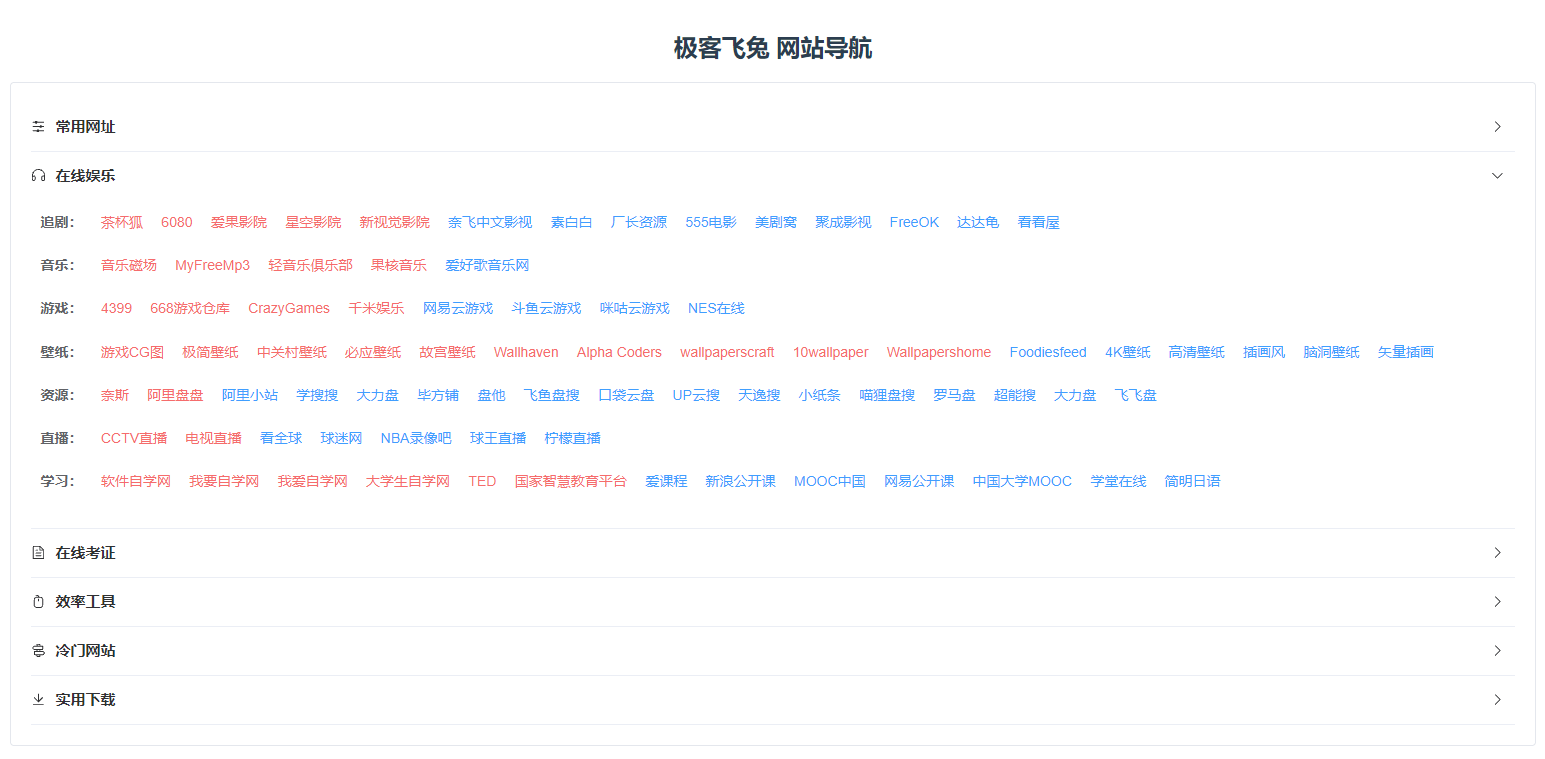 极客飞兔 网站导航
常用网址
在线娱乐
追剧： 茶杯狐 6080 爱果影院 星空影院 新视觉影院 奈飞中文影视 素白白 厂长资源 555电影 美剧窝 聚成影视 FreeOK 达达龟 看看屋
音乐： 音乐磁场 MyFreeMp3 轻音乐俱乐部 果核音乐 爱好歌音乐网
游戏： 4399 668游戏仓库 CrazyGames 千米娱乐 网易云游戏 斗鱼云游戏 咪咕云游戏 NES在线
壁纸： 游戏CG图 极简壁纸 中关村壁纸 必应壁纸 故宫壁纸 Wallhaven Alpha Coders wallpaperscraft 10wallpaper Wallpapershome Foodiesfeed 4K壁纸 高清壁纸 插画风 脑洞壁纸 矢量插画
资源： 奈斯 阿里盘盘 阿里小站 学搜搜 大力盘 毕方铺 盘他 飞鱼盘搜 口袋云盘 UP云搜 天逸搜 小纸条 喵狸盘搜 罗马盘 超能搜 大力盘 飞飞盘
直播： CCTV直播 电视直播 看全球 球迷网 NBA录像吧 球王直播 柠檬直播
学习： 软件自学网 我要自学网 我爱自学网 大学生自学网 TED 国家智慧教育平台 爱课程 新浪公开课 MOOC中国 网易公开课 中国大学MOOC 学堂在线 简明日语
在线考证
效率工具
冷门网站
实用下载